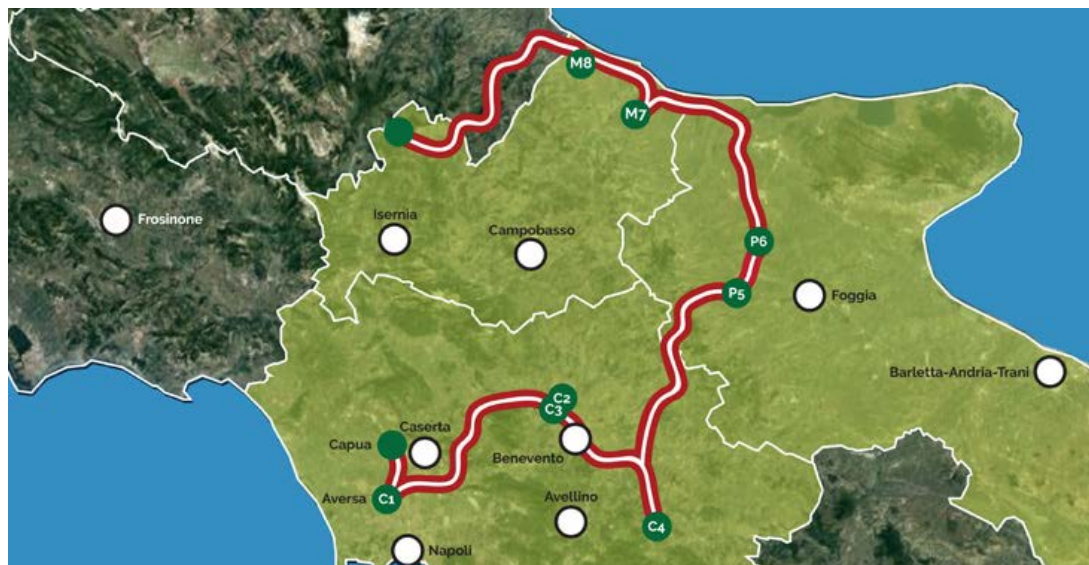 M8
M7
Frosinone
Isernia
Campobasso
P6
P5
Foggia
Barletta-Andria-Trani
C2
C3
Caserta
Capua
Benevento
Aversa
C1
Avellino
C4
Napoli